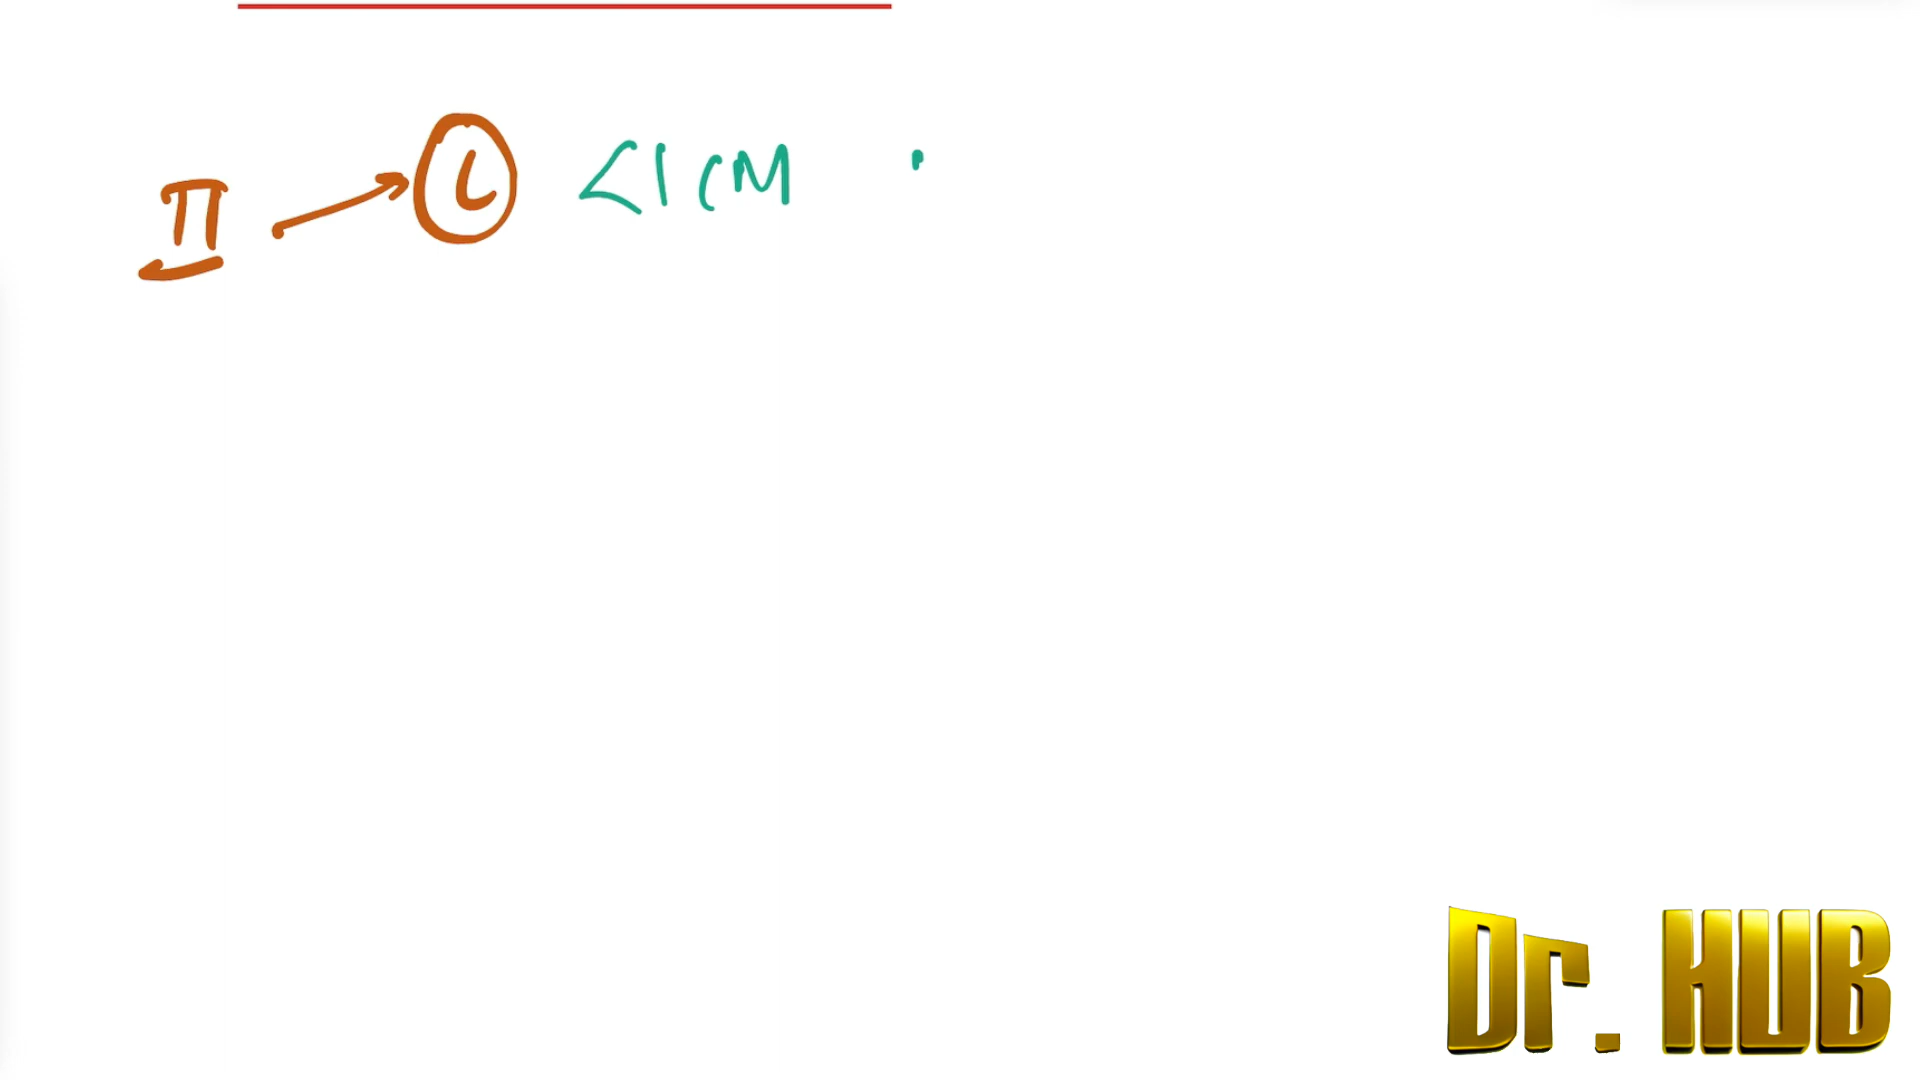 II → L <1cM
Dr. HUB